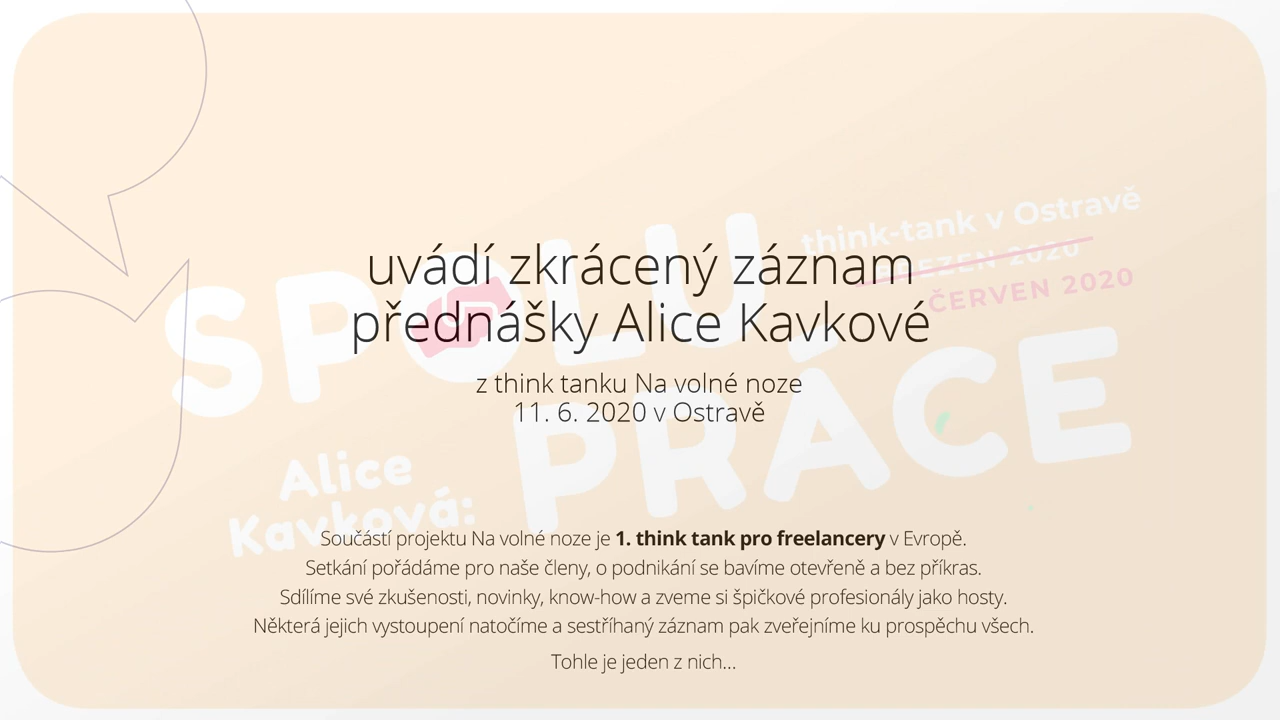 uvádí zkrácený záznam
přednášky Alice Kavkové
z think tanku Na volné noze
11. 6. 2020 v Ostravě
think-tank v Ostravě
BŘEZEN 2020
ČERVEN 2020
SPOLU
PRÁCE
Alice
Kavková:
Součástí projektu Na volné noze je 1. think tank pro freelancery v Evropě.
Setkání pořádáme pro naše členy, o podnikání se bavíme otevřeně a bez příkras.
Sdílíme své zkušenosti, novinky, know-how a zveme si špičkové profesionály jako hosty.
Některá jejich vystoupení natočíme a sestříhaný záznam pak zveřejníme ku prospěchu všech.
Tohle je jeden z nich...